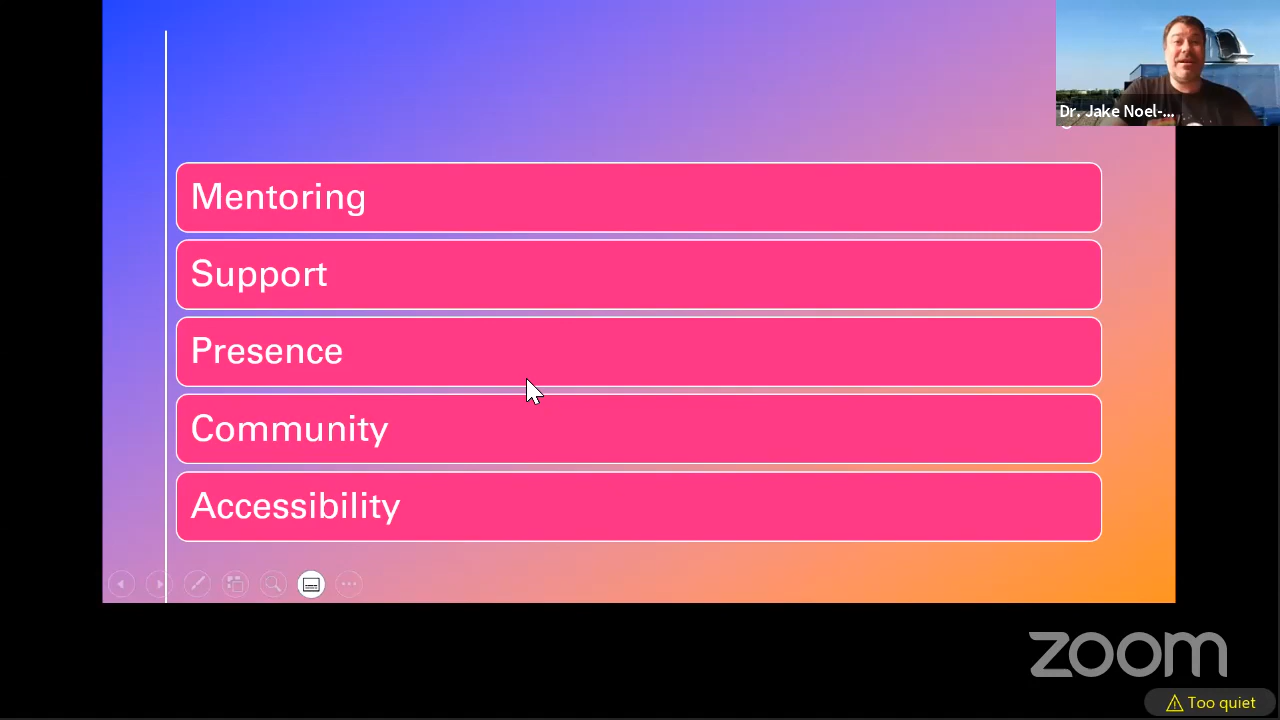 Dr. Jake Noel-...
Mentoring
Support
Presence
Community
Accessibility
zoom
Too quiet